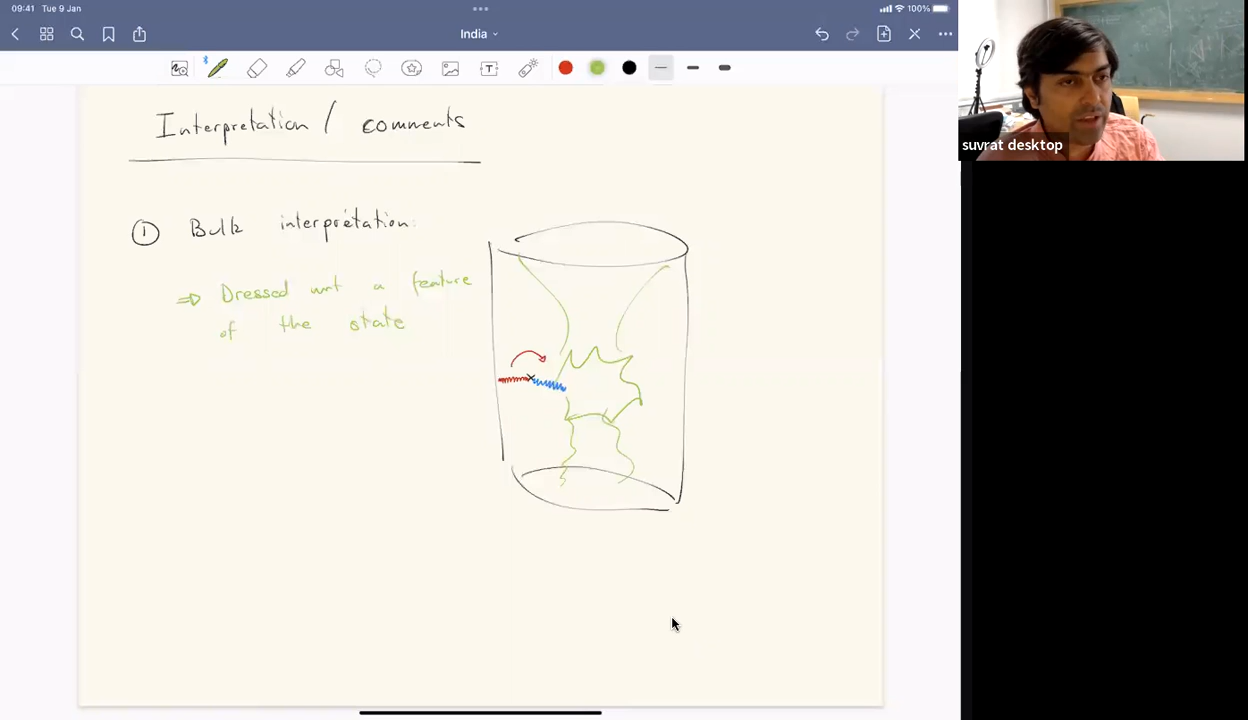 09:41 Tue 9 Jan
100%
India
Interpretation / comments
① Bulk interpretation:
⇒ Dressed wrt a feature
of the state
suvrat desktop